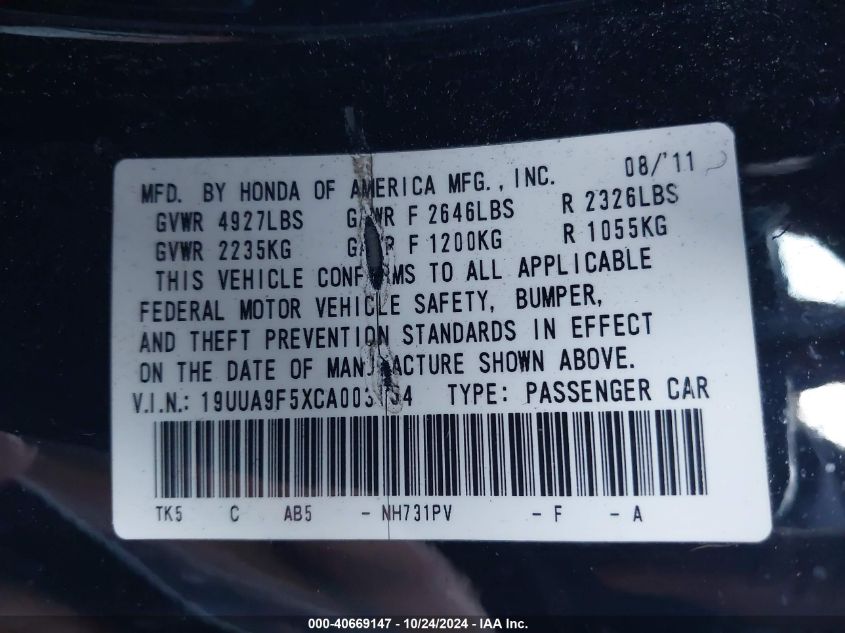 MFD. BY HONDA OF AMERICA MFG., INC. 08/'11
GVWR 4927LBS GAWR F 2646LBS R 2326LBS
GVWR 2235KG GAWR F 1200KG R 1055KG
THIS VEHICLE CONFORMS TO ALL APPLICABLE
FEDERAL MOTOR VEHICLE SAFETY, BUMPER,
AND THEFT PREVENTION STANDARDS IN EFFECT
ON THE DATE OF MANUFACTURE SHOWN ABOVE.
V.I.N.: TYPE: PASSENGER CAR
TK5 C AB5 - NH731PV - F - A
000-40669147 - 10/24/2024 - IAA Inc.